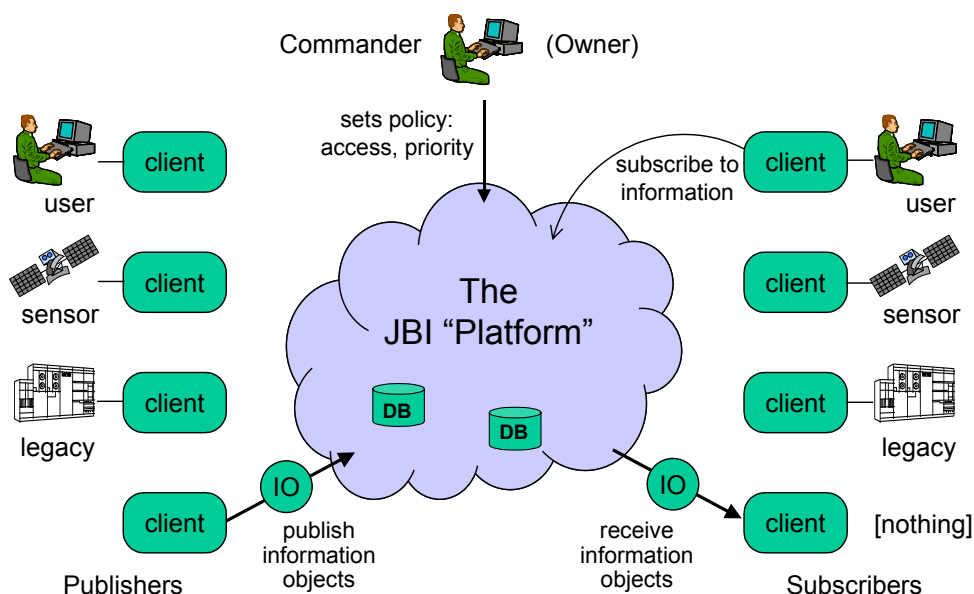 Commander
(Owner)
sets policy:
access, priority
client
user
client
sensor
client
legacy
client
IO
publish
information
objects
Publishers
The
JBI “Platform”
DB
DB
subscribe to
information
client
user
client
sensor
client
legacy
IO
receive
information
objects
client
[nothing]
Subscribers